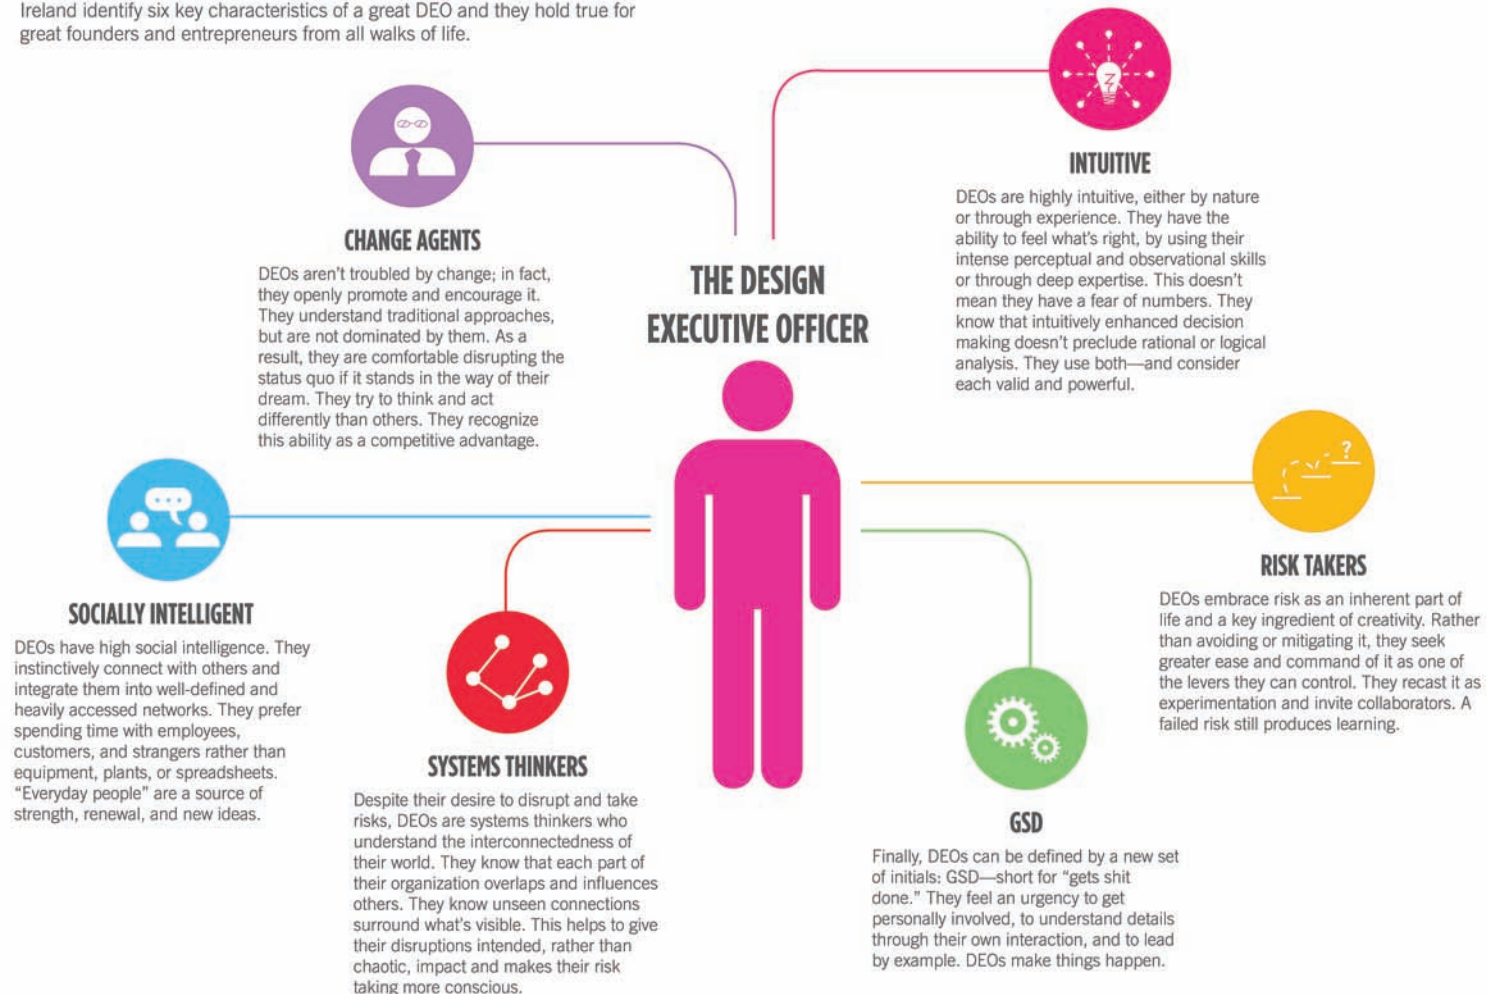 Ireland identify six key characteristics of a great DEO and they hold true for
great founders and entrepreneurs from all walks of life.
CHANGE AGENTS
DEOs aren't troubled by change; in fact,
they openly promote and encourage it.
They understand traditional approaches,
but are not dominated by them. As a
result, they are comfortable disrupting the
status quo if it stands in the way of their
dream. They try to think and act
differently than others. They recognize
this ability as a competitive advantage.
THE DESIGN
EXECUTIVE OFFICER
INTUITIVE
DEOs are highly intuitive, either by nature
or through experience. They have the
ability to feel what's right, by using their
intense perceptual and observational skills
or through deep expertise. This doesn't
mean they have a fear of numbers. They
know that intuitively enhanced decision
making doesn't preclude rational or logical
analysis. They use both—and consider
each valid and powerful.
?
RISK TAKERS
DEOs embrace risk as an inherent part of
life and a key ingredient of creativity. Rather
than avoiding or mitigating it, they seek
greater ease and command of it as one of
the levers they can control. They recast it as
experimentation and invite collaborators. A
failed risk still produces learning.
SOCIALLY INTELLIGENT
DEOs have high social intelligence. They
instinctively connect with others and
integrate them into well-defined and
heavily accessed networks. They prefer
spending time with employees,
customers, and strangers rather than
equipment, plants, or spreadsheets.
“Everyday people” are a source of
strength, renewal, and new ideas.
SYSTEMS THINKERS
Despite their desire to disrupt and take
risks, DEOs are systems thinkers who
understand the interconnectedness of
their world. They know that each part of
their organization overlaps and influences
others. They know unseen connections
surround what's visible. This helps to give
their disruptions intended, rather than
chaotic, impact and makes their risk
taking more conscious.
GSD
Finally, DEOs can be defined by a new set
of initials: GSD—short for “gets shit
done.” They feel an urgency to get
personally involved, to understand details
through their own interaction, and to lead
by example. DEOs make things happen.